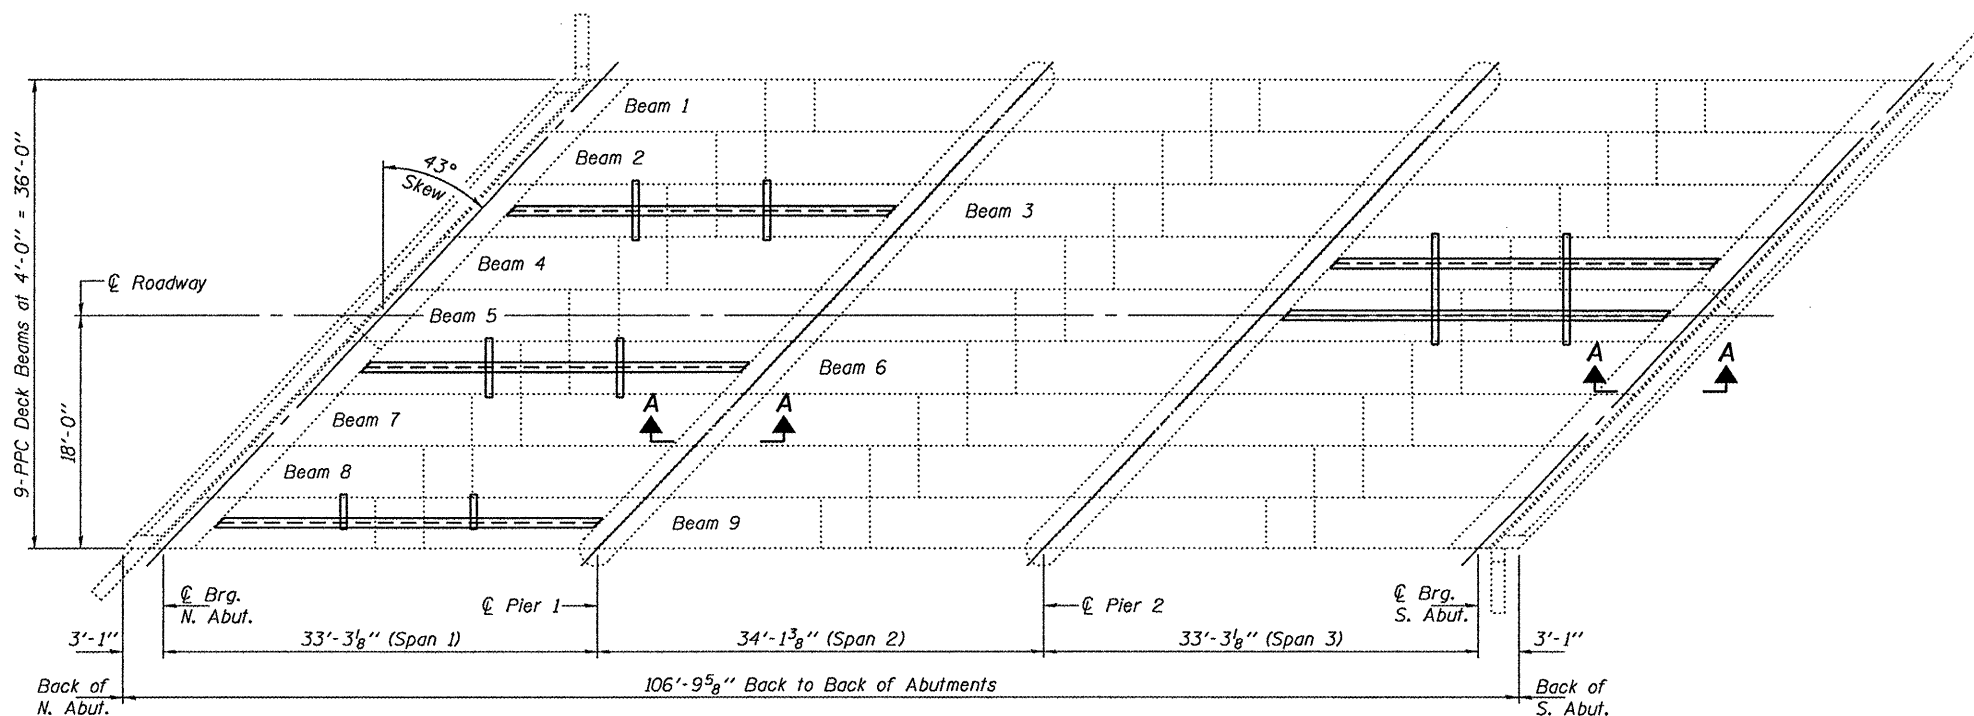 9-PPC Deck Beams at 4'-0" = 36'-0"
18'-0"
℄ Roadway
43°
Skew
Beam 1
Beam 2
Beam 3
Beam 4
Beam 5
Beam 6
Beam 7
Beam 8
Beam 9
A
A
A
A
℄ Brg.
N. Abut.
℄ Pier 1
℄ Pier 2
℄ Brg.
S. Abut.
3'-1"
33'-3⅛" (Span 1)
34'-1⅜" (Span 2)
33'-3⅛" (Span 3)
3'-1"
Back of
N. Abut.
106'-9⅝" Back to Back of Abutments
Back of
S. Abut.